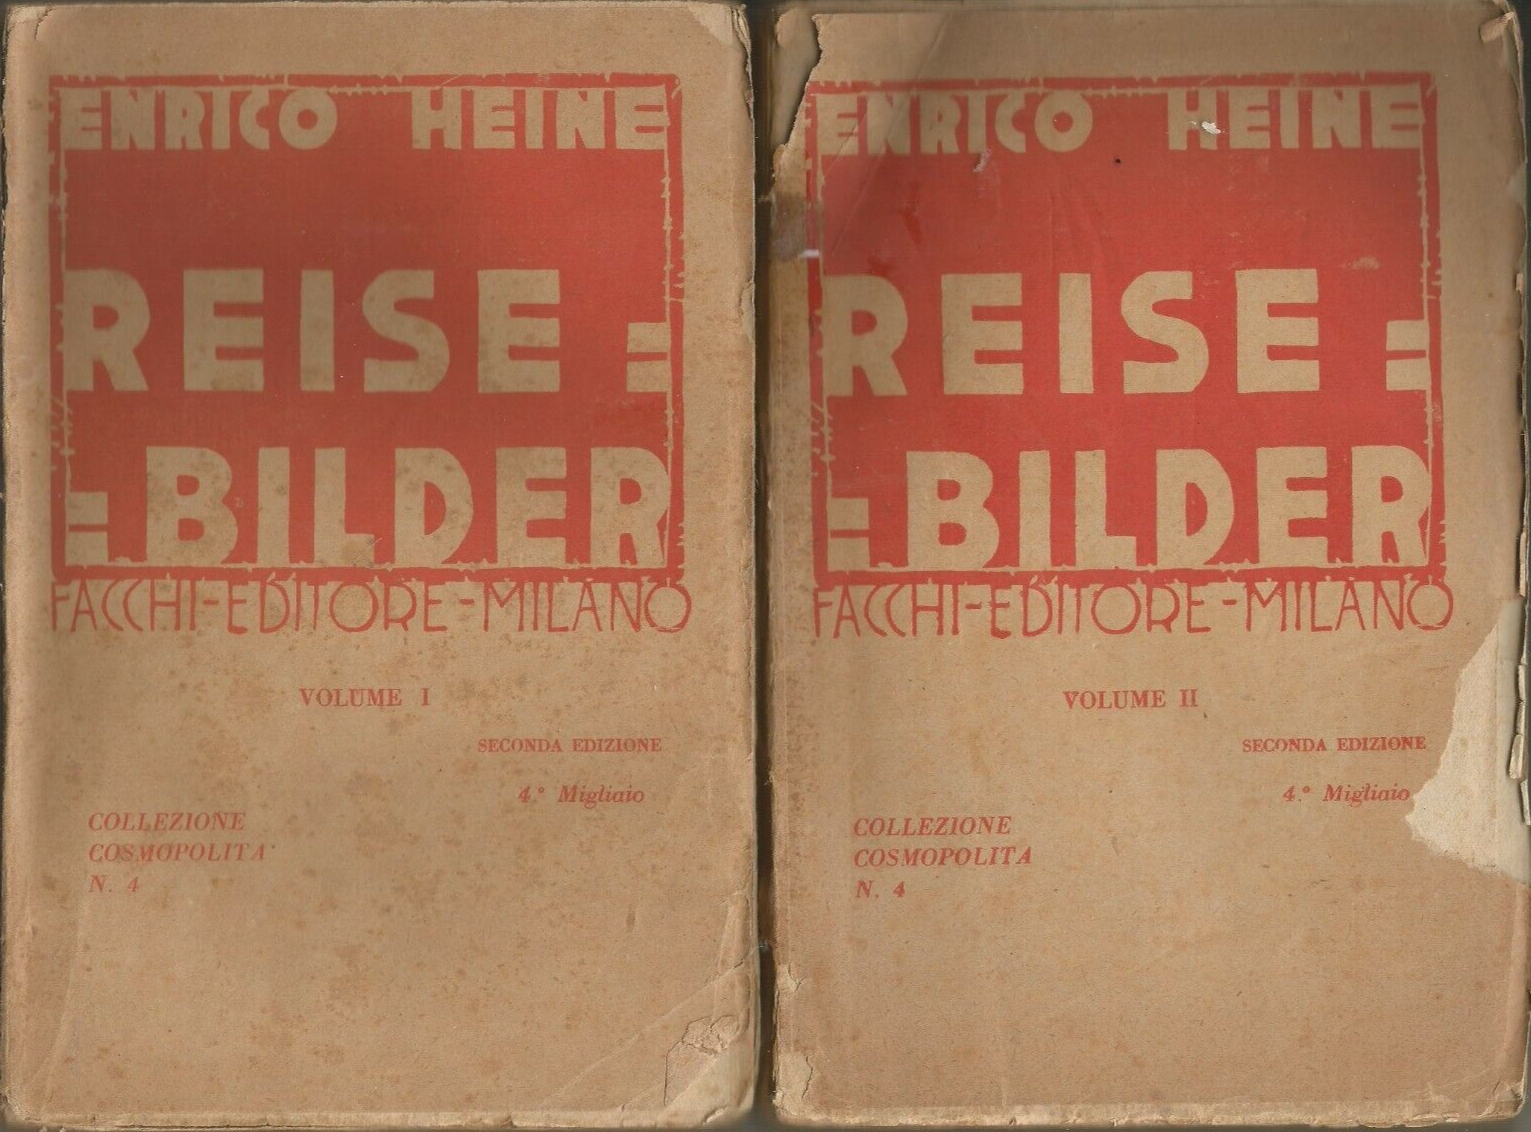 ENRICO HEINE
REISE=
=BILDER
FACCHI-EDITORE-MILANO
VOLUME I
SECONDA EDIZIONE
4.° Migliaio
COLLEZIONE
COSMOPOLITA
N. 4
ENRICO HEINE
REISE=
=BILDER
FACCHI-EDITORE-MILANO
VOLUME II
SECONDA EDIZIONE
4.° Migliaio
COLLEZIONE
COSMOPOLITA
N. 4